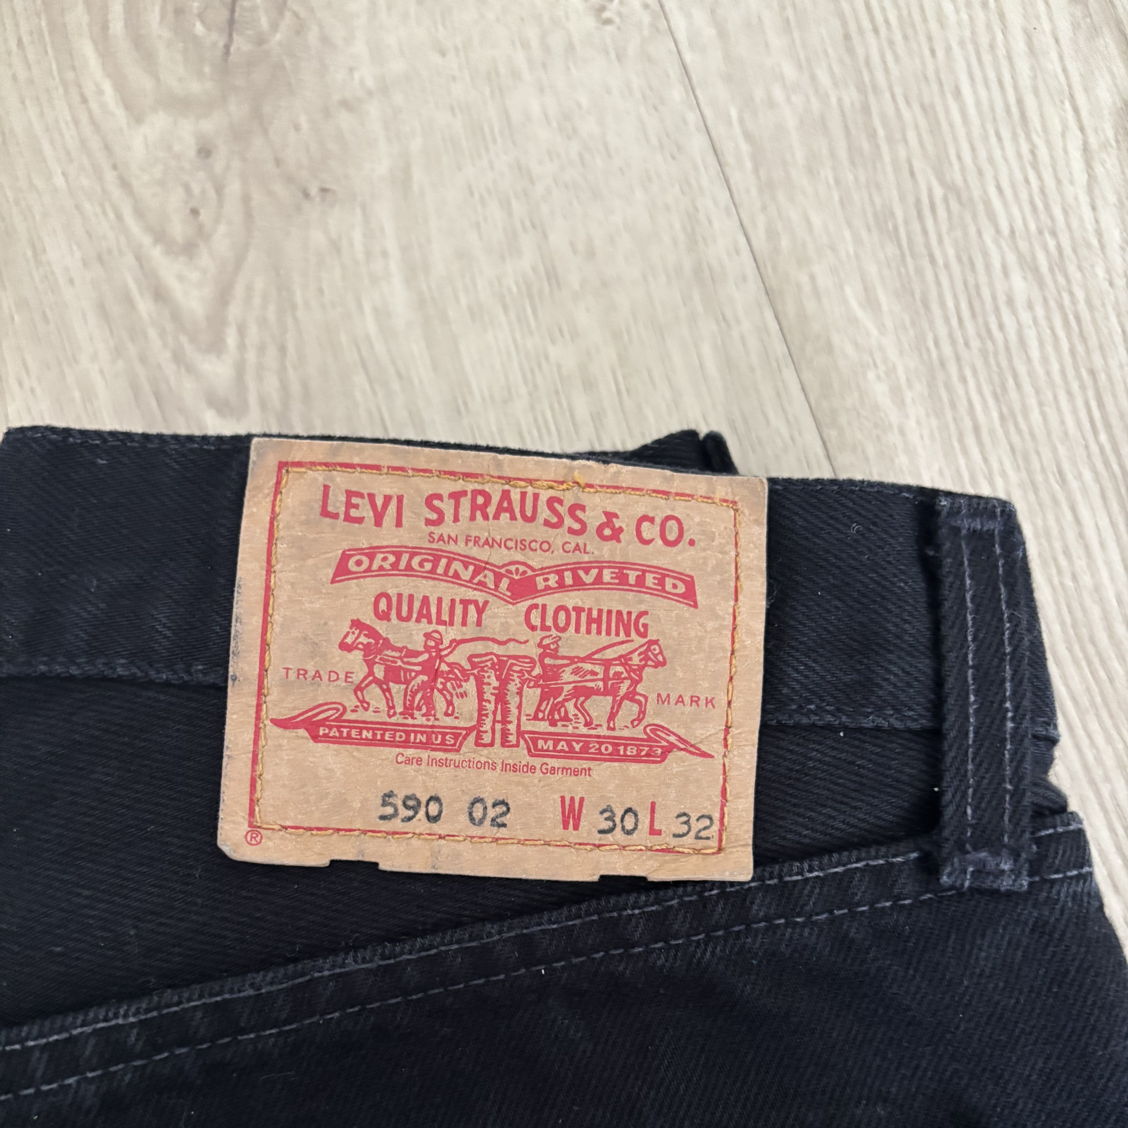 LEVI STRAUSS & CO.
SAN FRANCISCO, CAL.
ORIGINAL RIVETED
QUALITY CLOTHING
TRADE MARK
PATENTED IN U S MAY 20 1873
Care Instructions Inside Garment
590 02 W 30 L 32
®